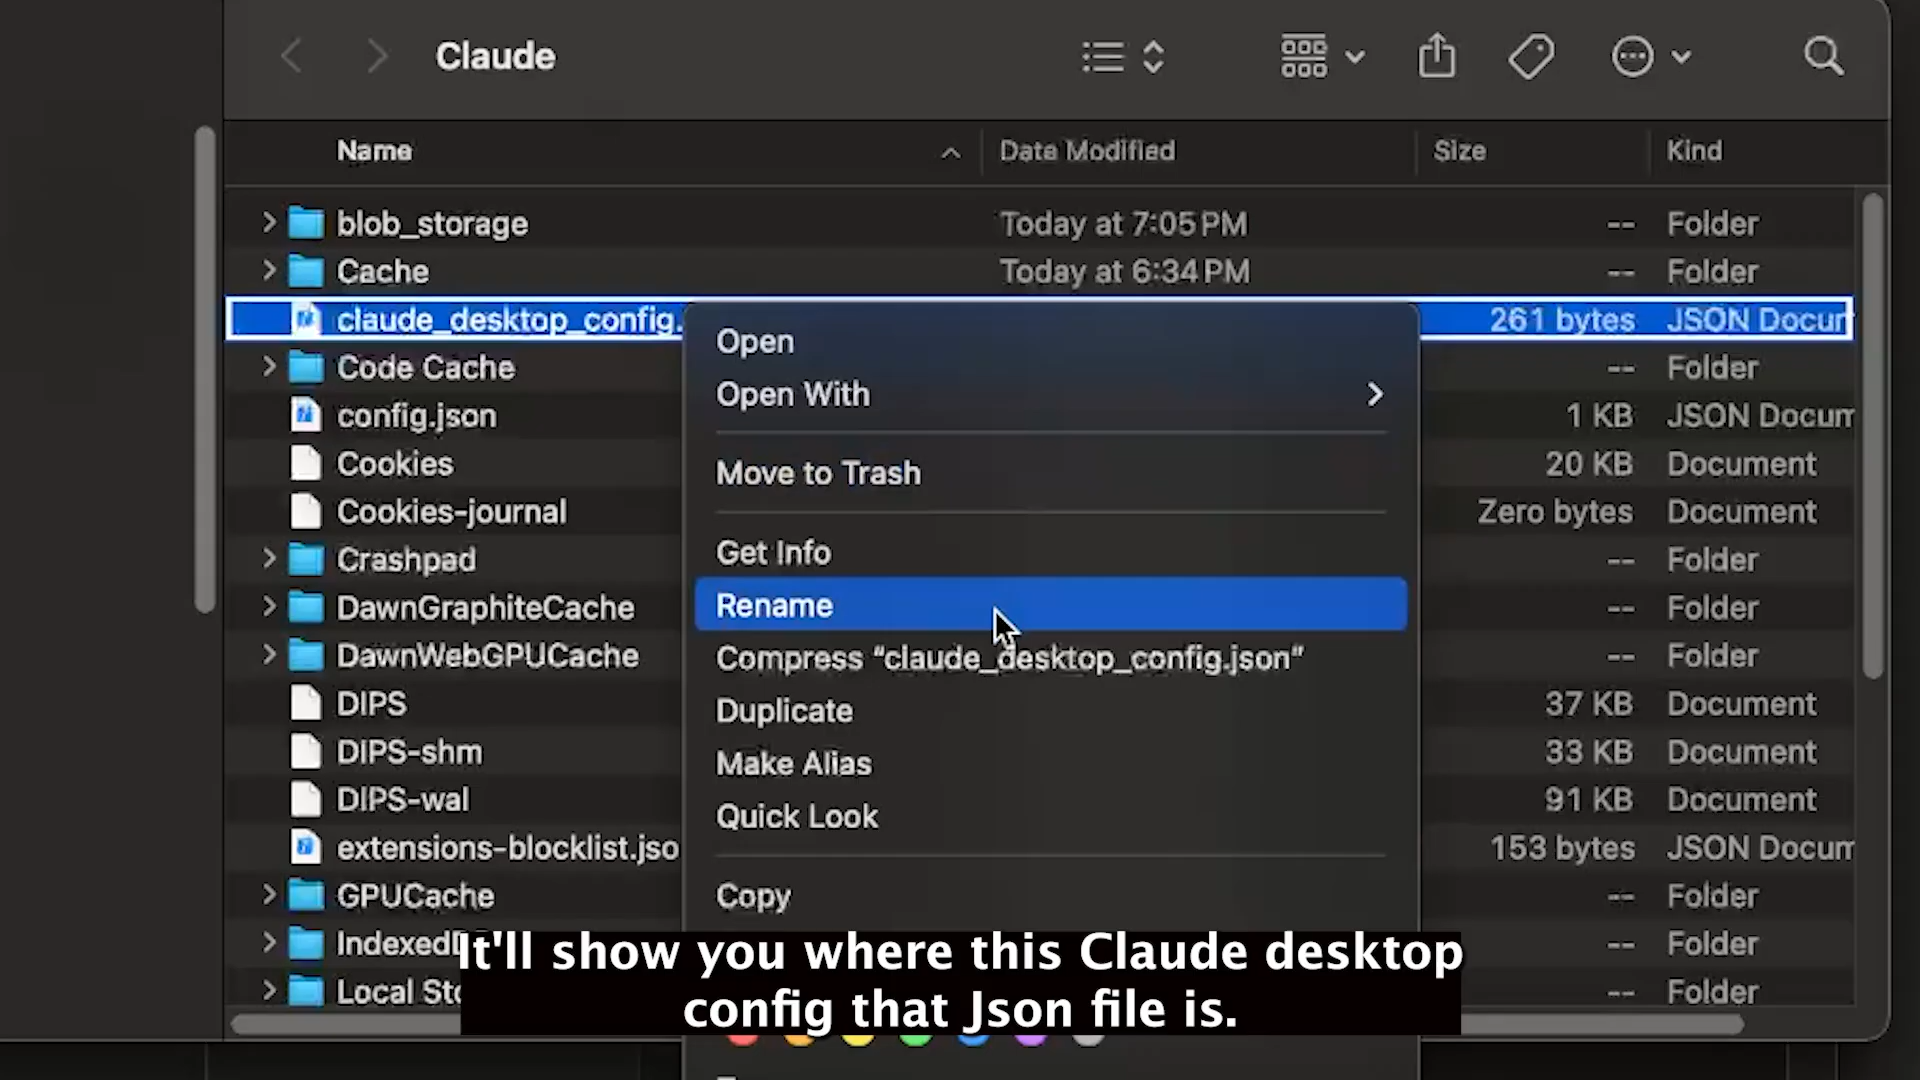 Claude
Name Date Modified Size Kind
blob_storage Today at 7:05 PM -- Folder
Cache Today at 6:34 PM -- Folder
claude_desktop_config. 261 bytes JSON Docum
Code Cache -- Folder
config.json 1 KB JSON Docum
Cookies 20 KB Document
Cookies-journal Zero bytes Document
Crashpad -- Folder
DawnGraphiteCache -- Folder
DawnWebGPUCache -- Folder
DIPS 37 KB Document
DIPS-shm 33 KB Document
DIPS-wal 91 KB Document
extensions-blocklist.jso 153 bytes JSON Docum
GPUCache -- Folder
Indexed -- Folder
Local Sto -- Folder
Open
Open With
Move to Trash
Get Info
Rename
Compress “claude_desktop_config.json”
Duplicate
Make Alias
Quick Look
Copy
It'll show you where this Claude desktop
config that Json file is.